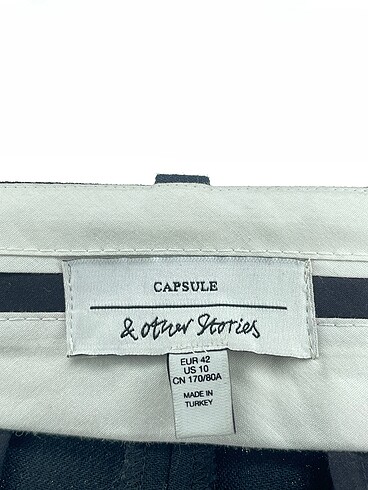 CAPSULE
& Other Stories
EUR 42
US 10
CN 170/80A
MADE IN
TURKEY